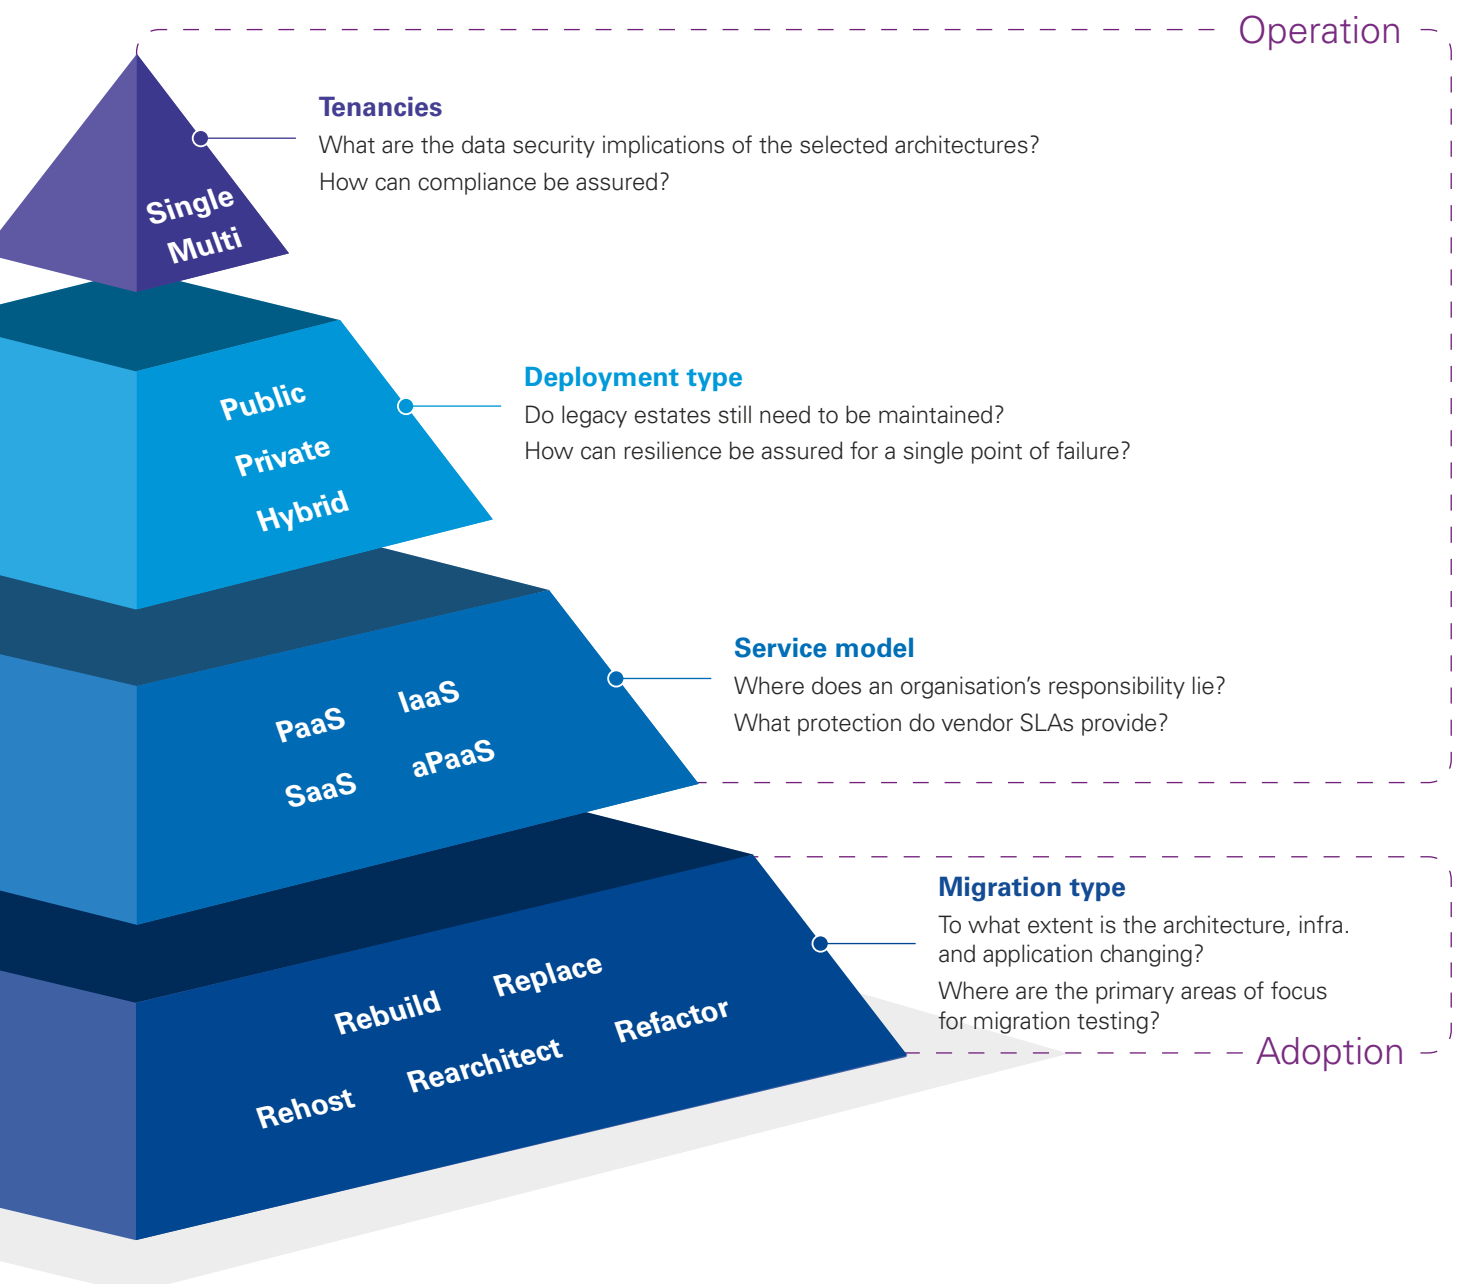 Operation
Tenancies
What are the data security implications of the selected architectures?
How can compliance be assured?
Single
Multi
Deployment type
Do legacy estates still need to be maintained?
How can resilience be assured for a single point of failure?
Public
Private
Hybrid
Service model
Where does an organisation's responsibility lie?
What protection do vendor SLAs provide?
PaaS IaaS
SaaS aPaaS
Migration type
To what extent is the architecture, infra.
and application changing?
Where are the primary areas of focus
for migration testing?
Rebuild Replace
Rehost Rearchitect Refactor
Adoption